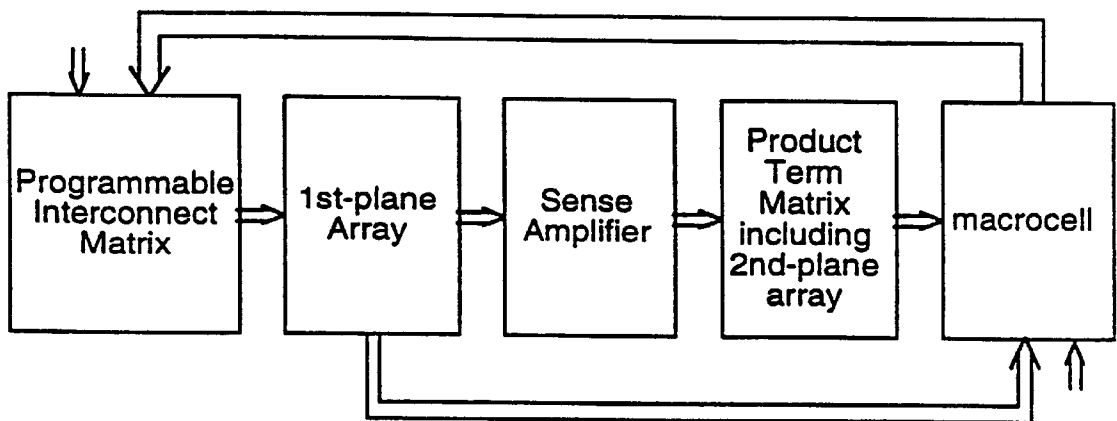 Programmable
Interconnect
Matrix
1st-plane
Array
Sense
Amplifier
Product
Term
Matrix
including
2nd-plane
array
macrocell